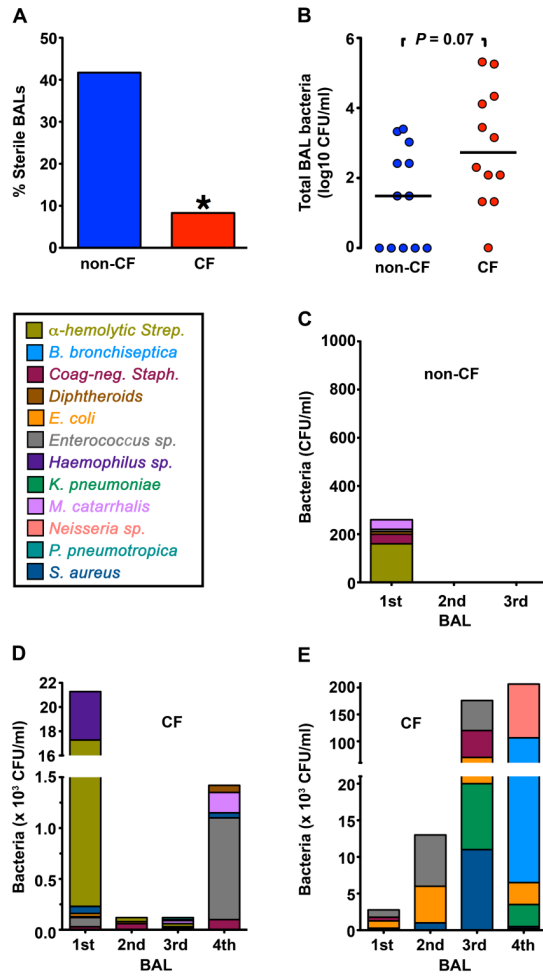 A
% Sterile BALs
50
40
30
20
10
0
*
non-CF
CF
B
P = 0.07
Total BAL bacteria
(log10 CFU/ml)
6
4
2
0
non-CF
CF
α-hemolytic Strep.
B. bronchiseptica
Coag-neg. Staph.
Diphtheroids
E. coli
Enterococcus sp.
Haemophilus sp.
K. pneumoniae
M. catarrhalis
Neisseria sp.
P. pneumotropica
S. aureus
C
non-CF
Bacteria (CFU/ml)
1000
800
600
400
200
0
1st 2nd 3rd
BAL
D
CF
Bacteria (x 10³ CFU/ml)
22
20
18
16
1.5
1.0
0.5
0.0
1st 2nd 3rd 4th
BAL
E
CF
Bacteria (x 10³ CFU/ml)
200
150
100
20
15
10
5
0
1st 2nd 3rd 4th
BAL